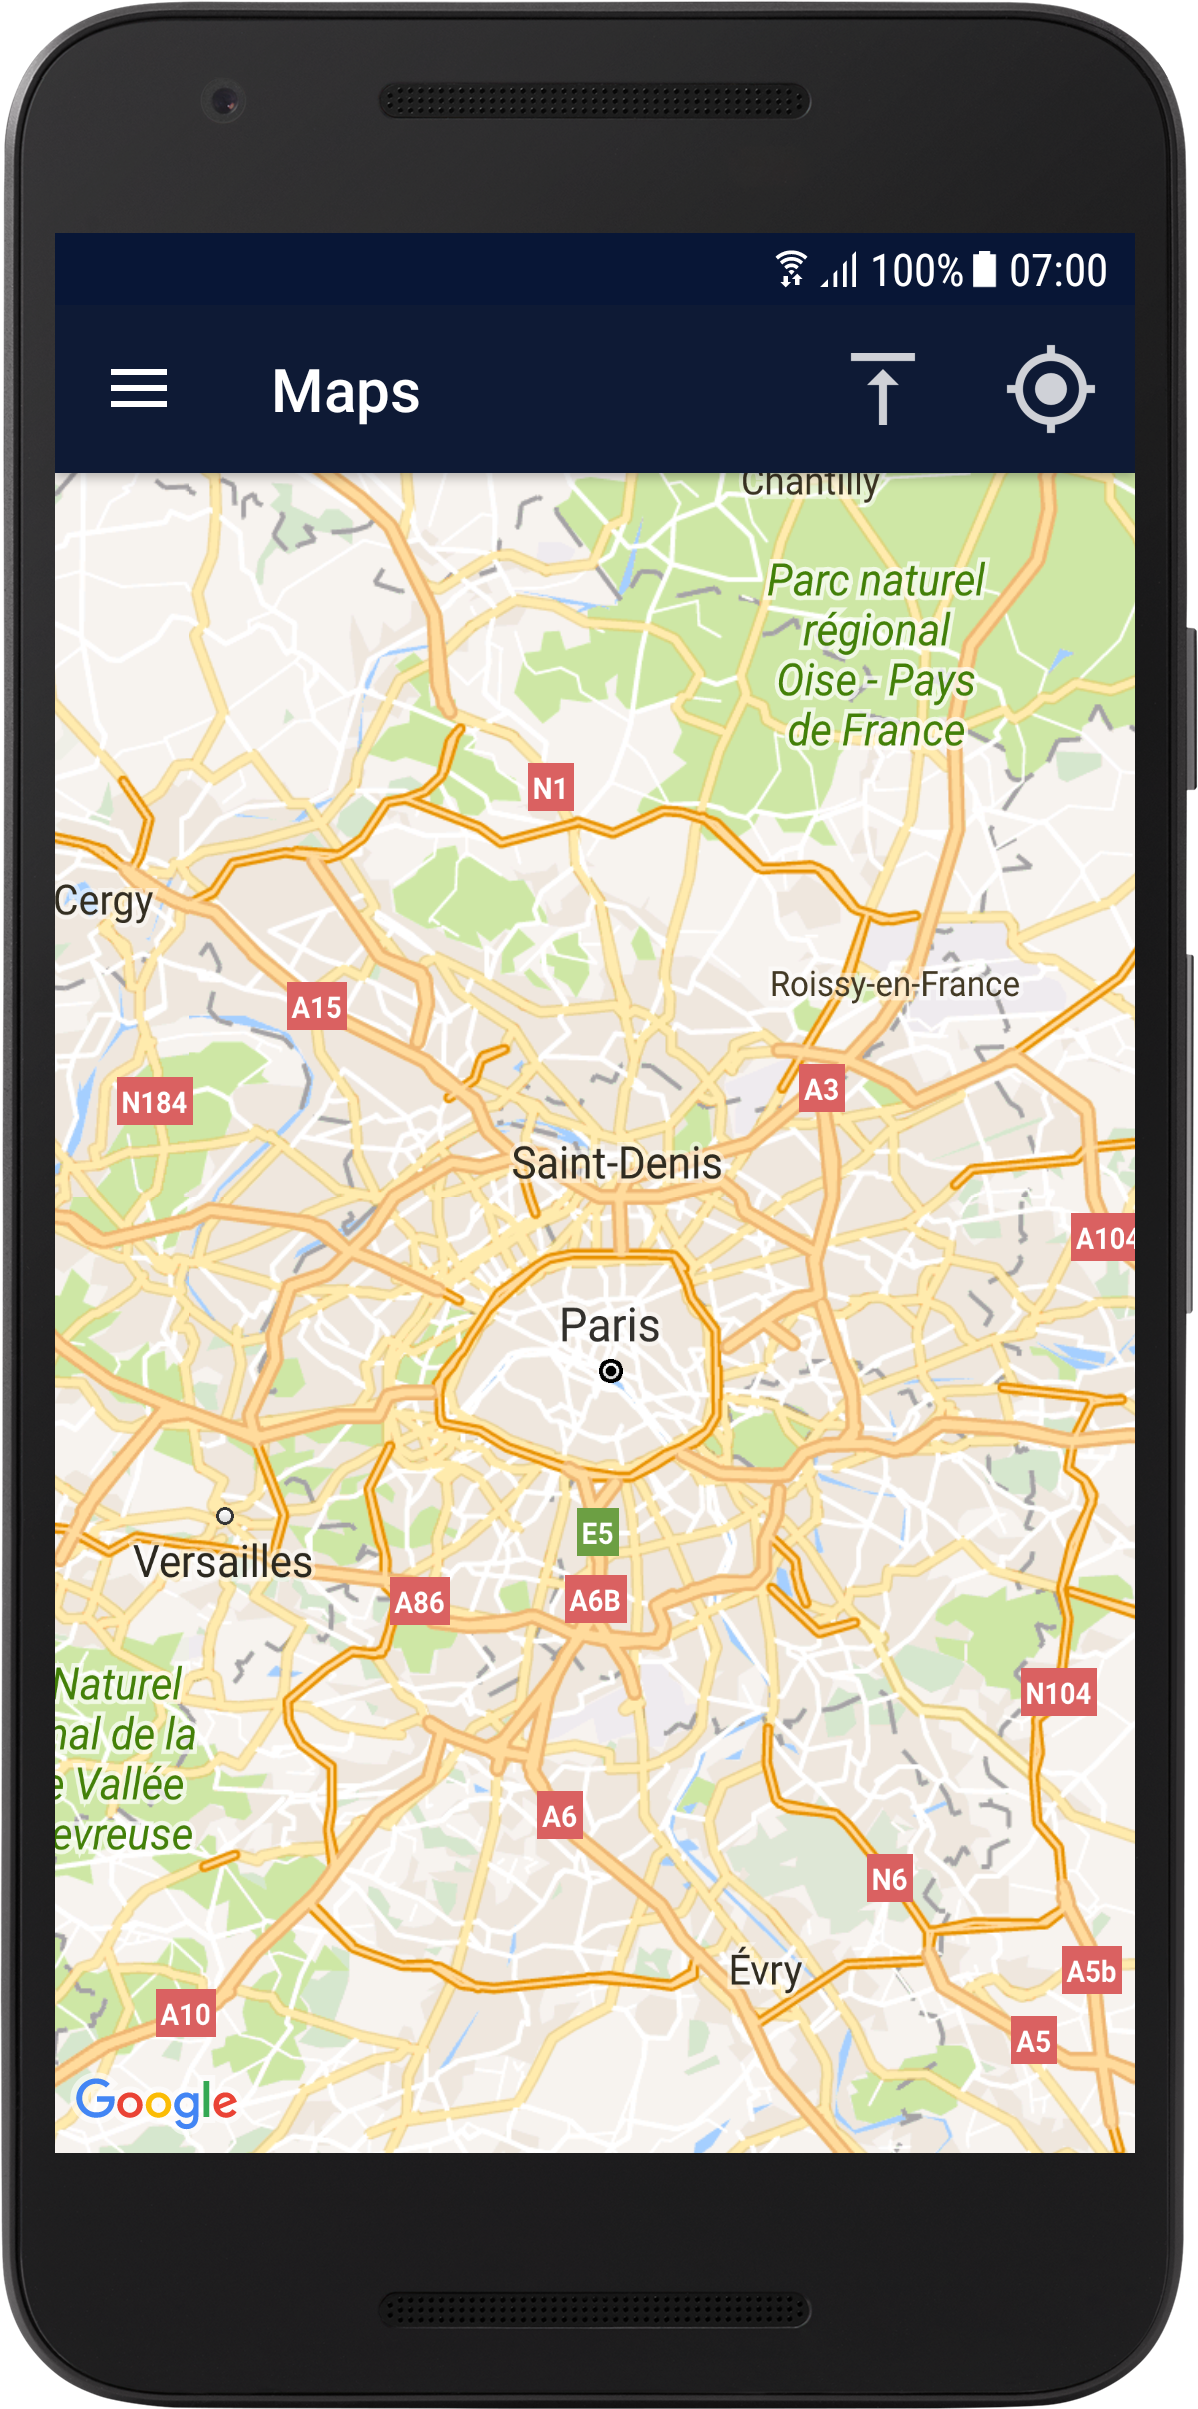 100% 07:00
Maps
Chantilly
Parc naturel
régional
Oise - Pays
de France
N1
Cergy
Roissy-en-France
A15
A3
N184
Saint-Denis
A104
Paris
E5
Versailles
A86
A6B
Naturel
nal de la
e Vallée
evreuse
N104
A6
N6
Évry
A5b
A10
A5
Google